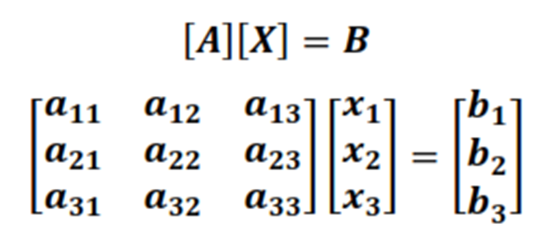 [A][X] = B
[a₁₁ a₁₂ a₁₃] [x₁] [b₁]
[a₂₁ a₂₂ a₂₃] [x₂] = [b₂]
[a₃₁ a₃₂ a₃₃] [x₃] [b₃]